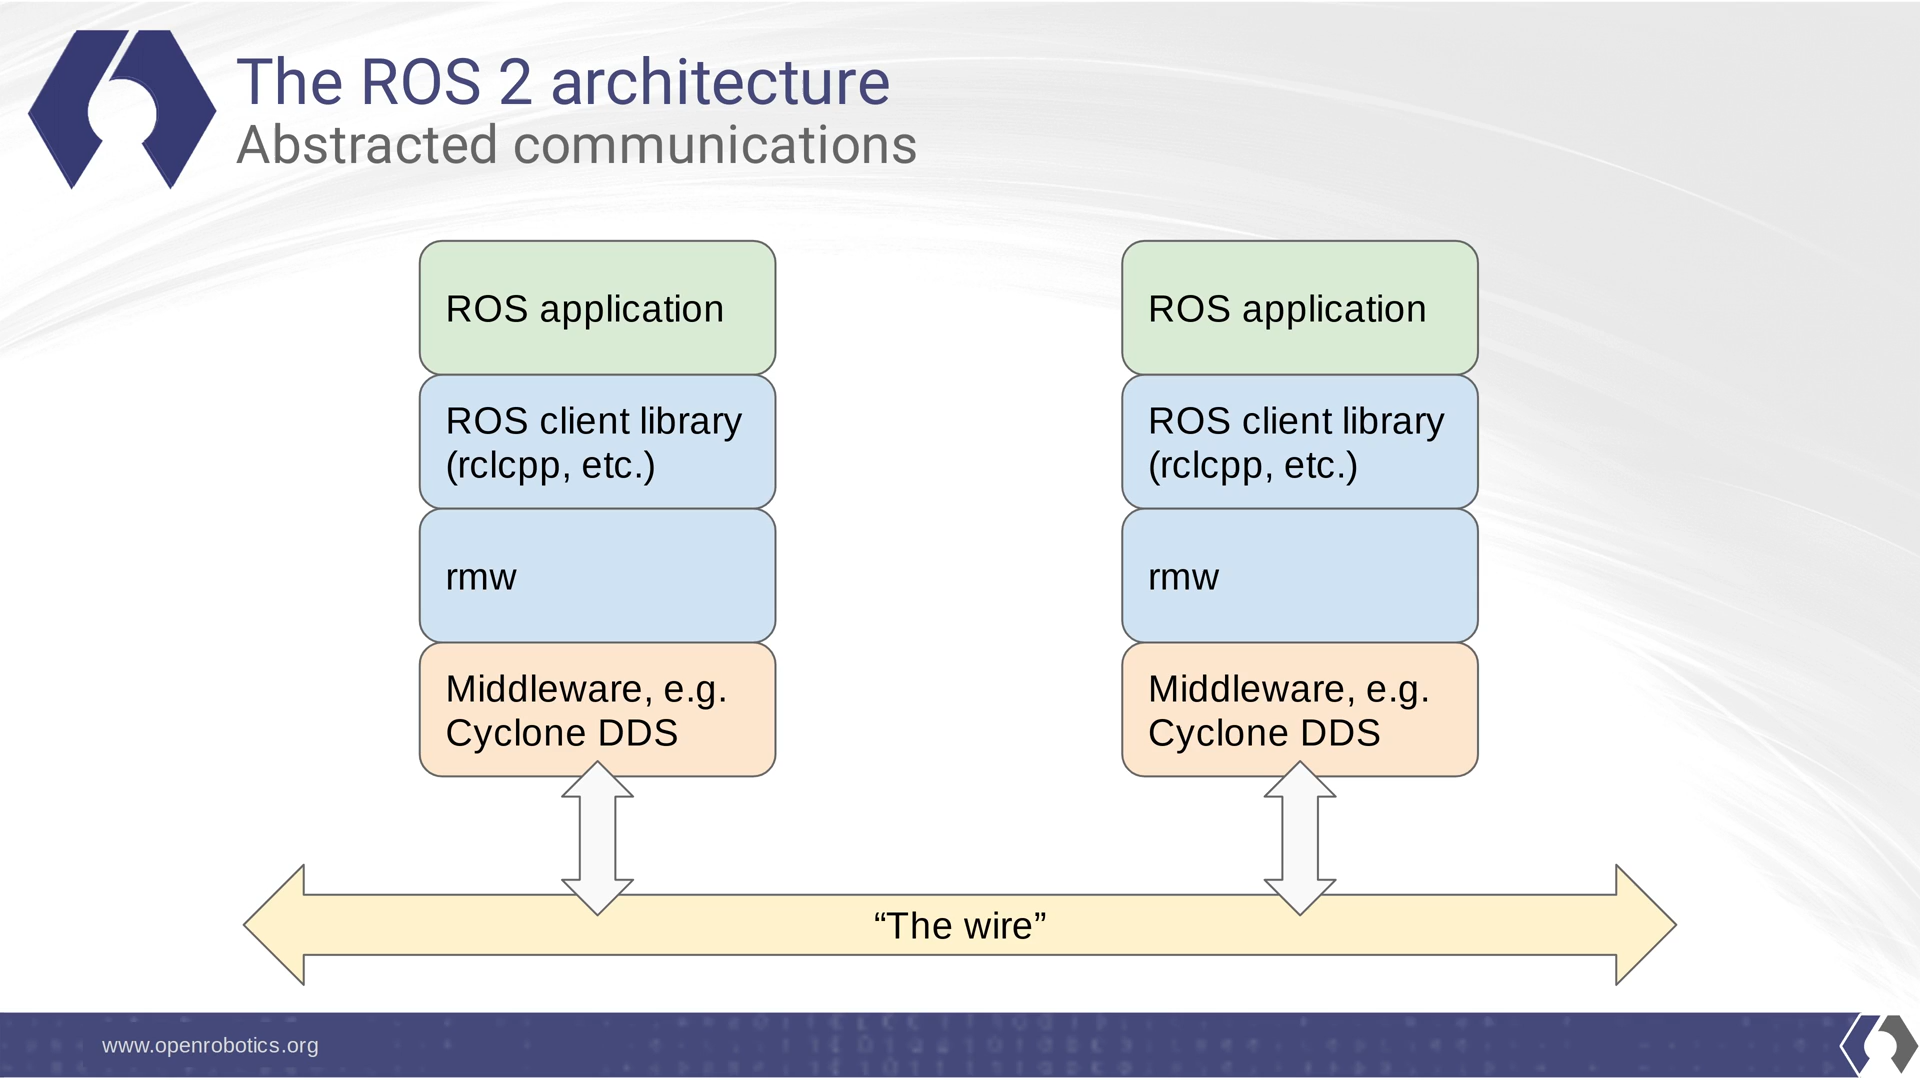 The ROS 2 architecture
Abstracted communications
ROS application
ROS client library
(rclcpp, etc.)
rmw
Middleware, e.g.
Cyclone DDS
ROS application
ROS client library
(rclcpp, etc.)
rmw
Middleware, e.g.
Cyclone DDS
“The wire”
www.openrobotics.org